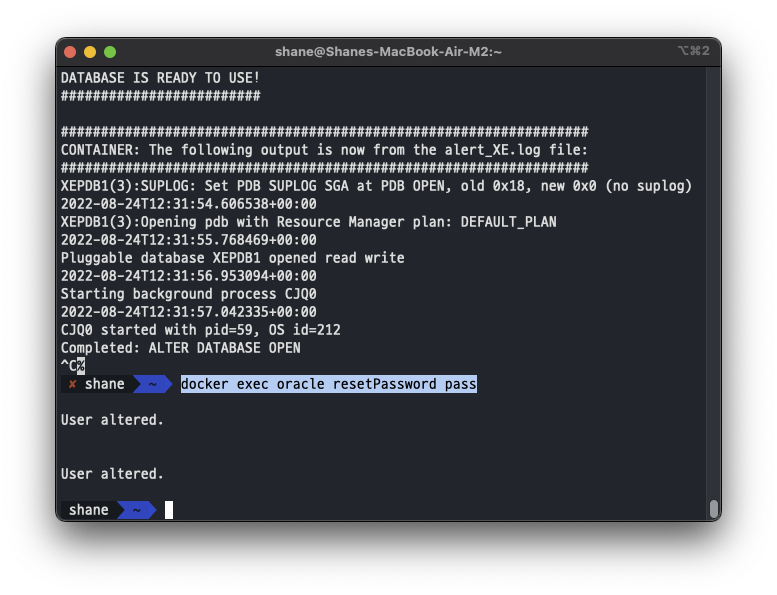 shane@Shanes-MacBook-Air-M2:~ ⌥⌘2
DATABASE IS READY TO USE!
#########################
##################################################################
CONTAINER: The following output is now from the alert_XE.log file:
##################################################################
XEPDB1(3):SUPLOG: Set PDB SUPLOG SGA at PDB OPEN, old 0x18, new 0x0 (no suplog)
2022-08-24T12:31:54.606538+00:00
XEPDB1(3):Opening pdb with Resource Manager plan: DEFAULT_PLAN
2022-08-24T12:31:55.768469+00:00
Pluggable database XEPDB1 opened read write
2022-08-24T12:31:56.953094+00:00
Starting background process CJQ0
2022-08-24T12:31:57.042335+00:00
CJQ0 started with pid=59, OS id=212
Completed: ALTER DATABASE OPEN
^C%
✘ shane ~ docker exec oracle resetPassword pass
User altered.
User altered.
shane ~